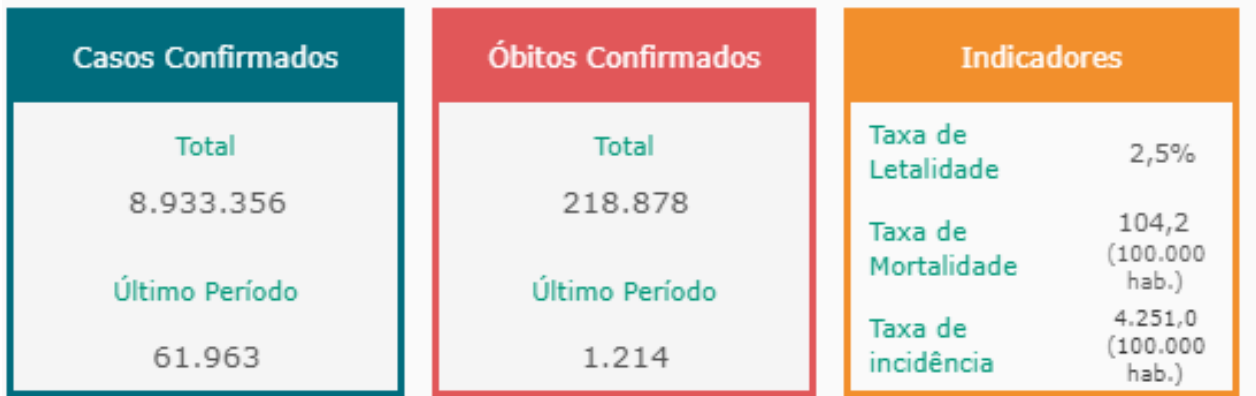 Casos Confirmados
Total
8.933.356
Último Período
61.963
Óbitos Confirmados
Total
218.878
Último Período
1.214
Indicadores
Taxa de
Letalidade
2,5%
Taxa de
Mortalidade
104,2
(100.000
hab.)
Taxa de
incidência
4.251,0
(100.000
hab.)